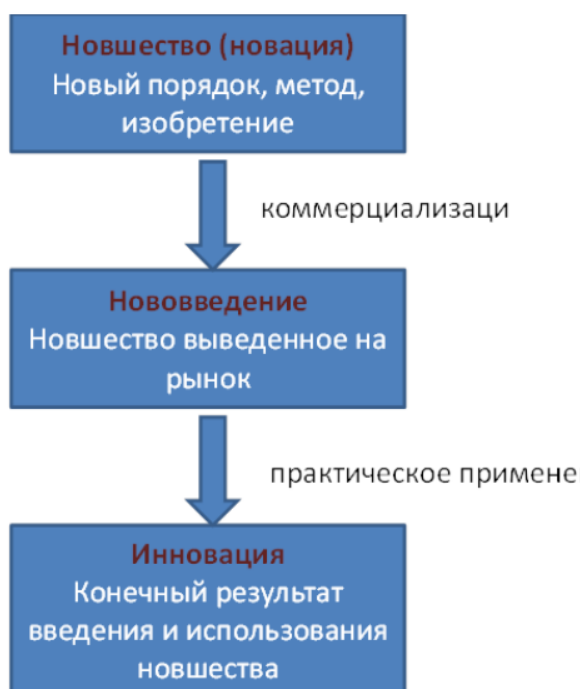 Новшество (новация)
Новый порядок, метод,
изобретение
коммерциализаци
Нововведение
Новшество выведенное на
рынок
практическое примене
Инновация
Конечный результат
введения и использования
новшества